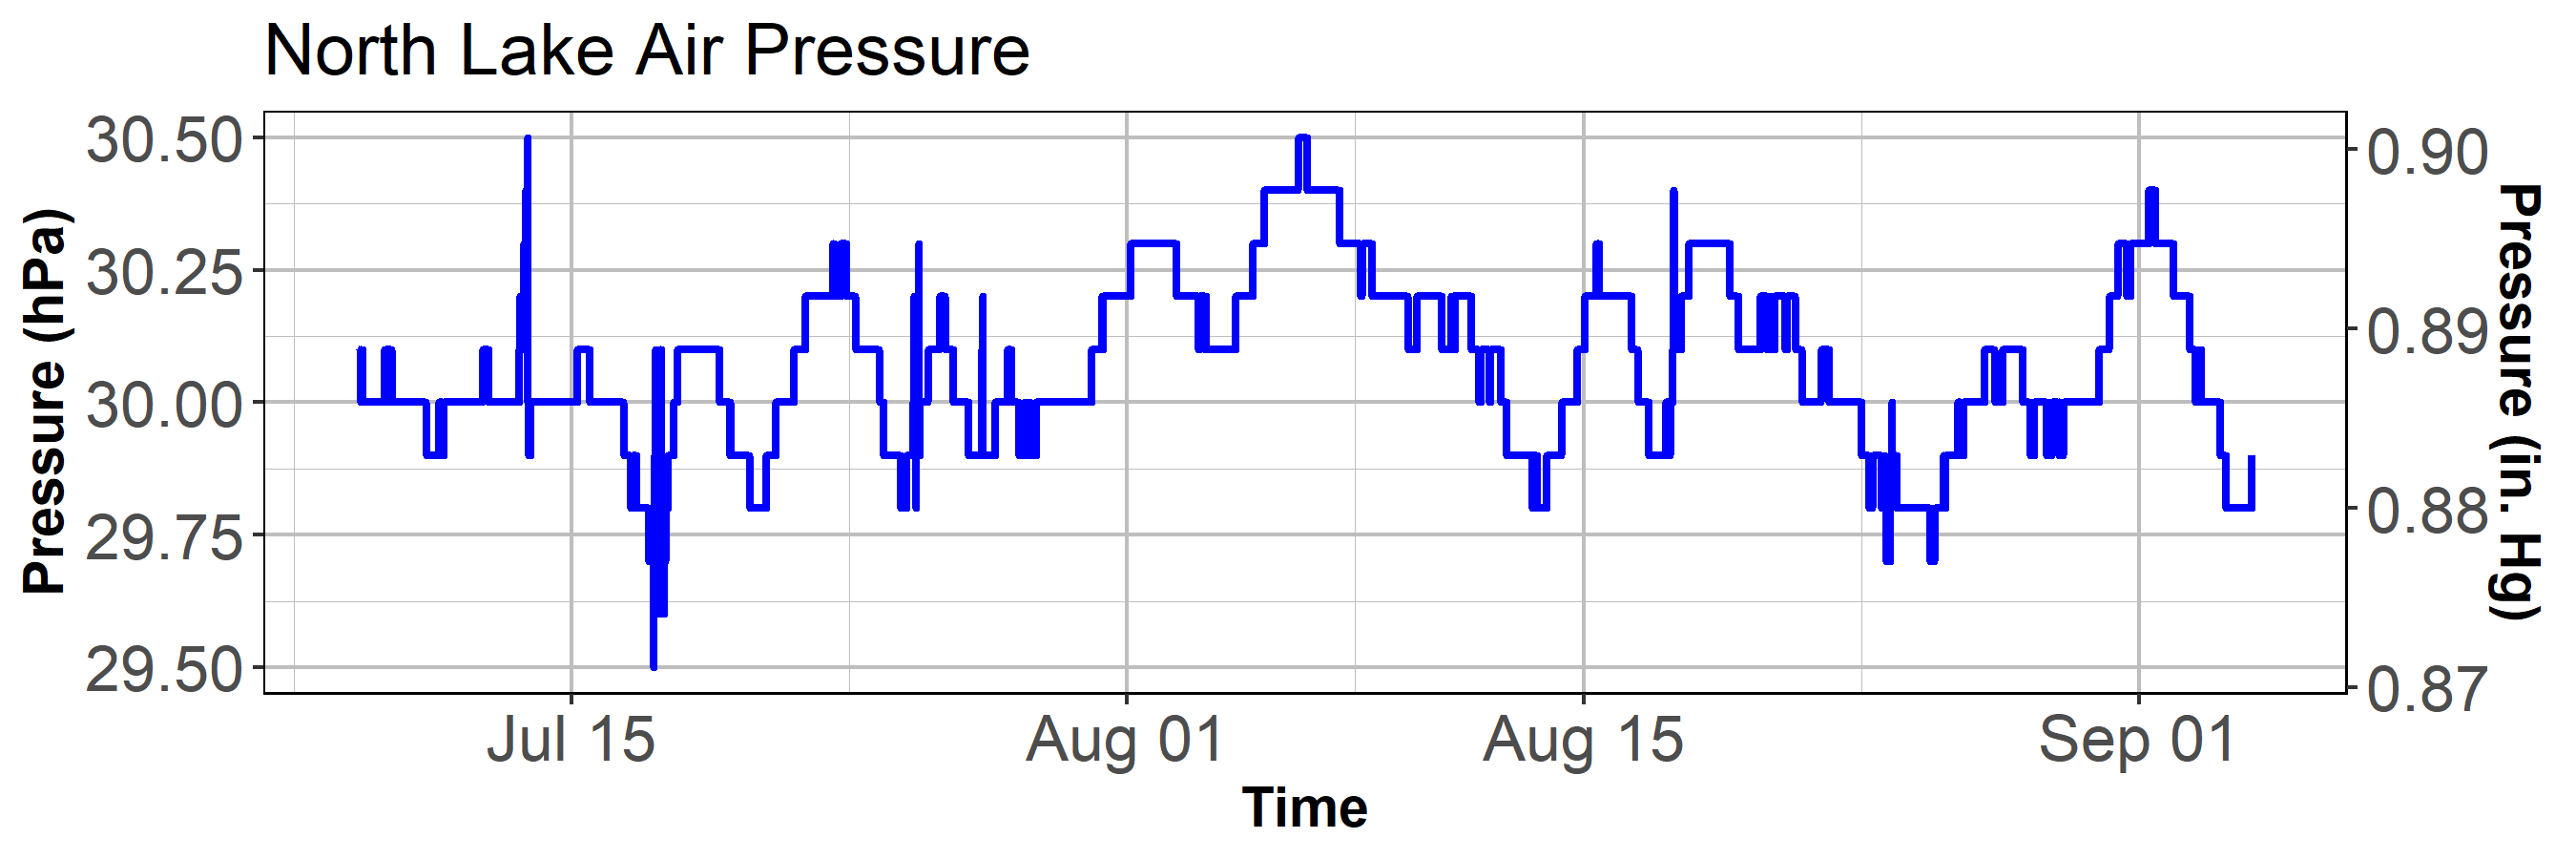 North Lake Air Pressure
30.50
30.25
30.00
29.75
29.50
Pressure (hPa)
0.90
0.89
0.88
0.87
Pressure (in. Hg)
Jul 15
Aug 01
Aug 15
Sep 01
Time